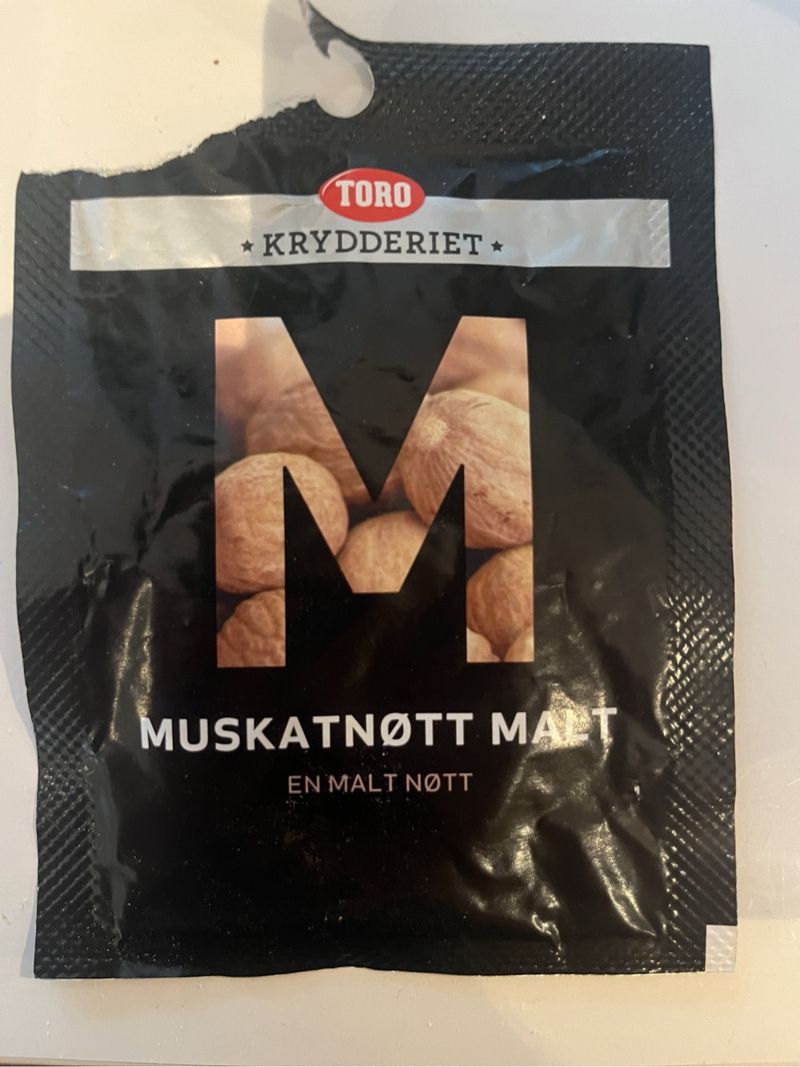 TORO
★ KRYDDERIET ★
M
MUSKATNØTT MALT
EN MALT NØTT